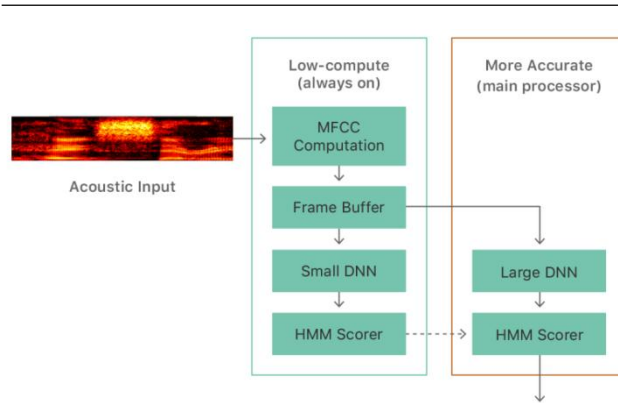 Low-compute
(always on)
More Accurate
(main processor)
MFCC
Computation
Acoustic Input
Frame Buffer
Small DNN
Large DNN
HMM Scorer
HMM Scorer